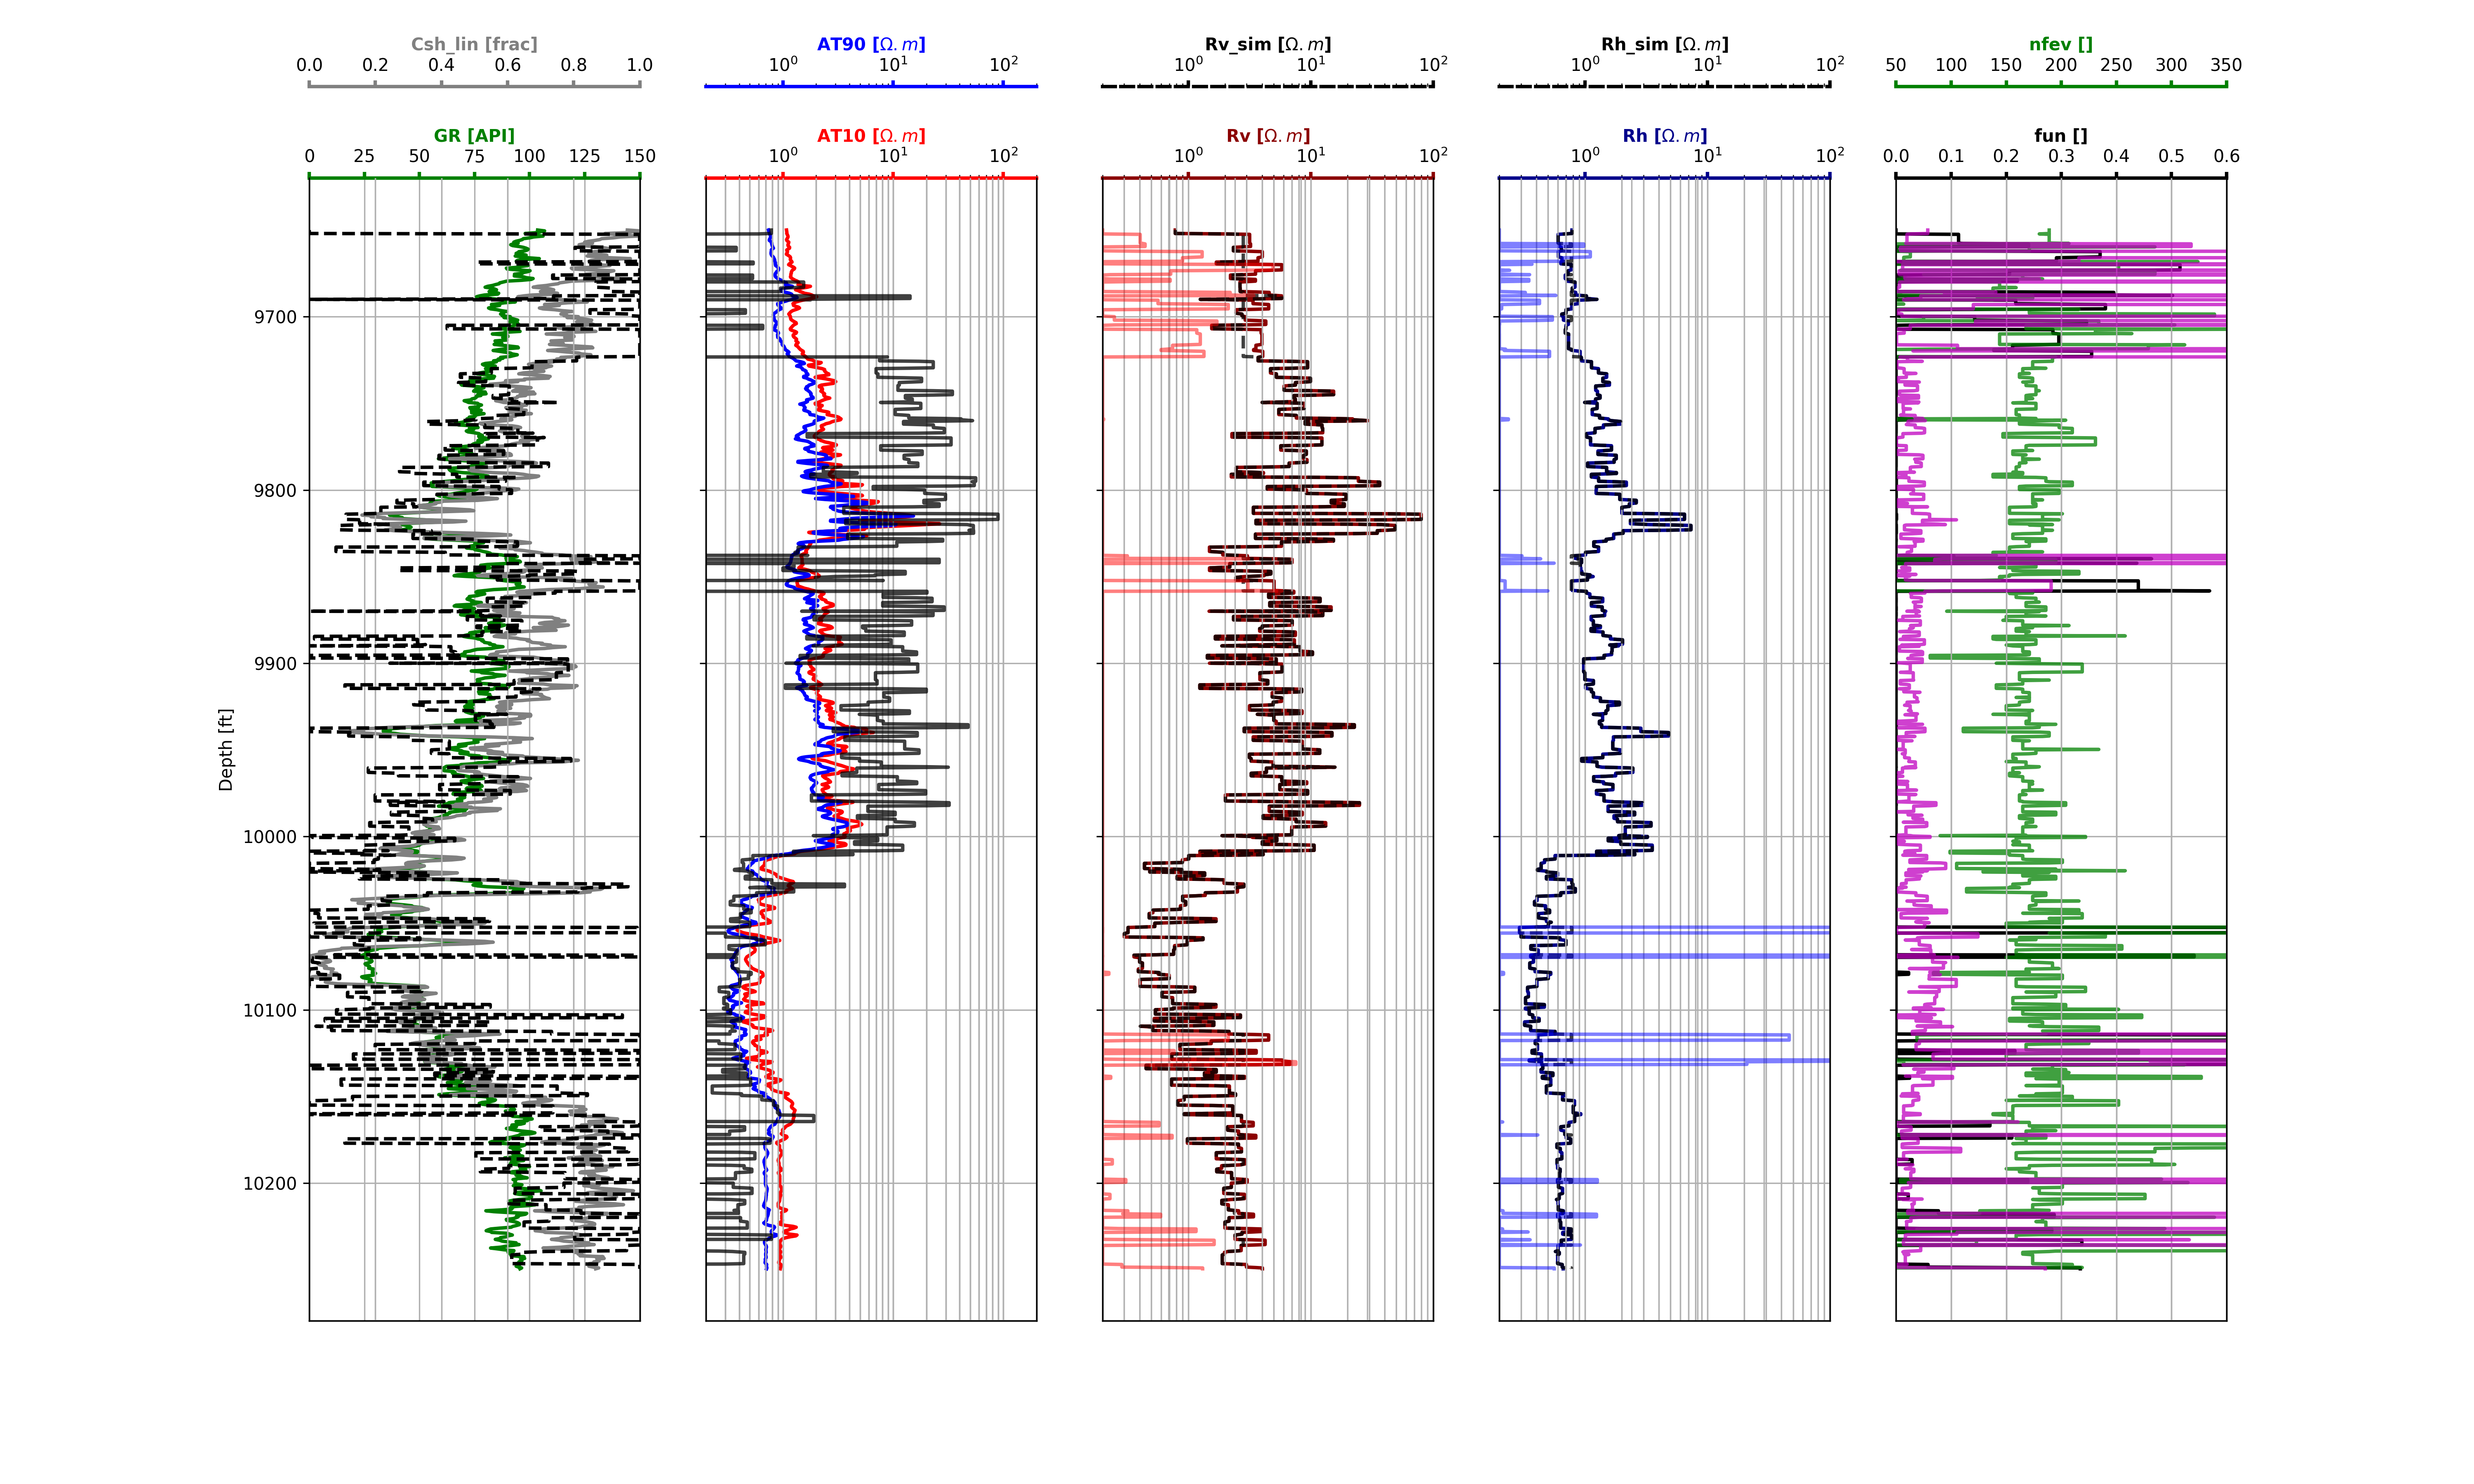 Csh_lin [frac] AT90 [Ω.m] Rv_sim [Ω.m] Rh_sim [Ω.m] nfev []
0.0 0.2 0.4 0.6 0.8 1.0 10⁰ 10¹ 10² 10⁰ 10¹ 10² 10⁰ 10¹ 10² 50 100 150 200 250 300 350
GR [API] AT10 [Ω.m] Rv [Ω.m] Rh [Ω.m] fun []
0 25 50 75 100 125 150 10⁰ 10¹ 10² 10⁰ 10¹ 10² 10⁰ 10¹ 10² 0.0 0.1 0.2 0.3 0.4 0.5 0.6
9700
9800
9900
Depth [ft]
10000
10100
10200